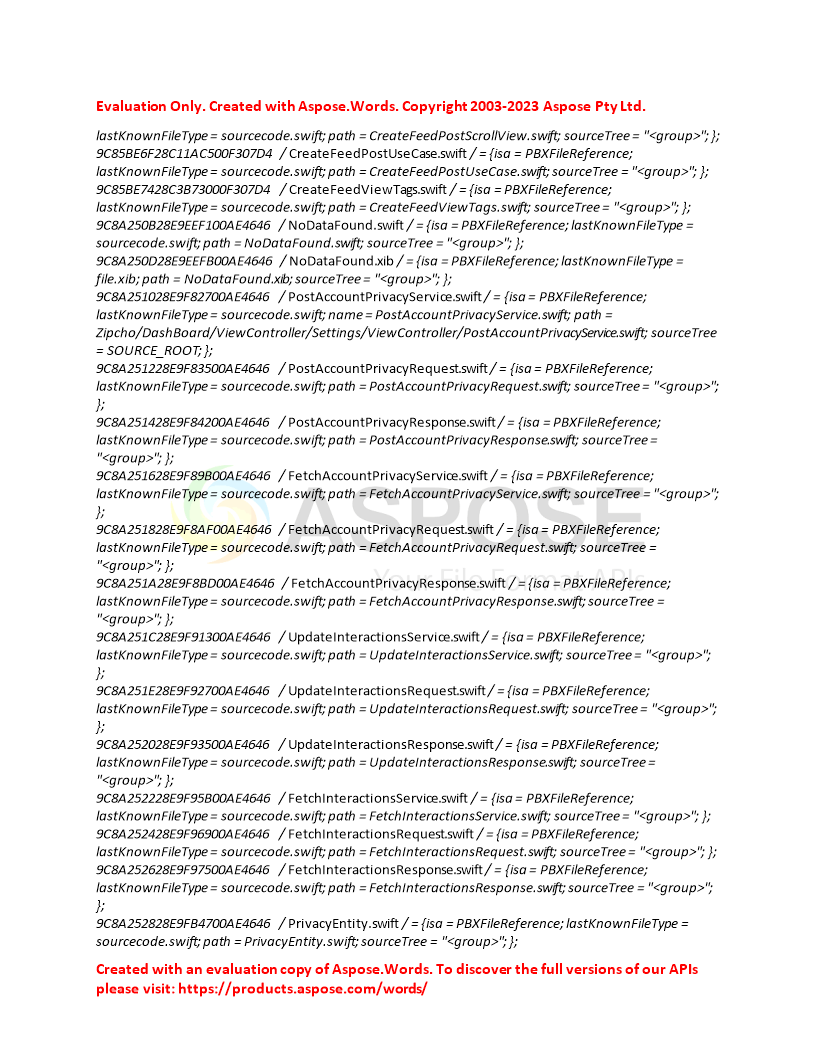 Evaluation Only. Created with Aspose.Words. Copyright 2003-2023 Aspose Pty Ltd.
lastKnownFileType = sourcecode.swift; path = CreateFeedPostScrollView.swift; sourceTree = "<group>"; };
9C85BE6F28C11AC500F307D4 / CreateFeedPostUseCase.swift / = {isa = PBXFileReference;
lastKnownFileType = sourcecode.swift; path = CreateFeedPostUseCase.swift; sourceTree = "<group>"; };
9C85BE7428C3B73000F307D4 / CreateFeedViewTags.swift / = {isa = PBXFileReference;
lastKnownFileType = sourcecode.swift; path = CreateFeedViewTags.swift; sourceTree = "<group>"; };
9C8A250B28E9EEF100AE4646 / NoDataFound.swift / = {isa = PBXFileReference; lastKnownFileType =
sourcecode.swift; path = NoDataFound.swift; sourceTree = "<group>"; };
9C8A250D28E9EEFB00AE4646 / NoDataFound.xib / = {isa = PBXFileReference; lastKnownFileType =
file.xib; path = NoDataFound.xib; sourceTree = "<group>"; };
9C8A251028E9F82700AE4646 / PostAccountPrivacyService.swift / = {isa = PBXFileReference;
lastKnownFileType = sourcecode.swift; name = PostAccountPrivacyService.swift; path =
Zipcho/DashBoard/ViewController/Settings/ViewController/PostAccountPrivacyService.swift; sourceTree
= SOURCE_ROOT; };
9C8A251228E9F83500AE4646 / PostAccountPrivacyRequest.swift / = {isa = PBXFileReference;
lastKnownFileType = sourcecode.swift; path = PostAccountPrivacyRequest.swift; sourceTree = "<group>";
};
9C8A251428E9F84200AE4646 / PostAccountPrivacyResponse.swift / = {isa = PBXFileReference;
lastKnownFileType = sourcecode.swift; path = PostAccountPrivacyResponse.swift; sourceTree =
"<group>"; };
9C8A251628E9F89B00AE4646 / FetchAccountPrivacyService.swift / = {isa = PBXFileReference;
lastKnownFileType = sourcecode.swift; path = FetchAccountPrivacyService.swift; sourceTree = "<group>";
};
9C8A251828E9F8AF00AE4646 / FetchAccountPrivacyRequest.swift / = {isa = PBXFileReference;
lastKnownFileType = sourcecode.swift; path = FetchAccountPrivacyRequest.swift; sourceTree =
"<group>"; };
9C8A251A28E9F8BD00AE4646 / FetchAccountPrivacyResponse.swift / = {isa = PBXFileReference;
lastKnownFileType = sourcecode.swift; path = FetchAccountPrivacyResponse.swift; sourceTree =
"<group>"; };
9C8A251C28E9F91300AE4646 / UpdateInteractionsService.swift / = {isa = PBXFileReference;
lastKnownFileType = sourcecode.swift; path = UpdateInteractionsService.swift; sourceTree = "<group>";
};
9C8A251E28E9F92700AE4646 / UpdateInteractionsRequest.swift / = {isa = PBXFileReference;
lastKnownFileType = sourcecode.swift; path = UpdateInteractionsRequest.swift; sourceTree = "<group>";
};
9C8A252028E9F93500AE4646 / UpdateInteractionsResponse.swift / = {isa = PBXFileReference;
lastKnownFileType = sourcecode.swift; path = UpdateInteractionsResponse.swift; sourceTree =
"<group>"; };
9C8A252228E9F95B00AE4646 / FetchInteractionsService.swift / = {isa = PBXFileReference;
lastKnownFileType = sourcecode.swift; path = FetchInteractionsService.swift; sourceTree = "<group>"; };
9C8A252428E9F96900AE4646 / FetchInteractionsRequest.swift / = {isa = PBXFileReference;
lastKnownFileType = sourcecode.swift; path = FetchInteractionsRequest.swift; sourceTree = "<group>"; };
9C8A252628E9F97500AE4646 / FetchInteractionsResponse.swift / = {isa = PBXFileReference;
lastKnownFileType = sourcecode.swift; path = FetchInteractionsResponse.swift; sourceTree = "<group>";
};
9C8A252828E9FB4700AE4646 / PrivacyEntity.swift / = {isa = PBXFileReference; lastKnownFileType =
sourcecode.swift; path = PrivacyEntity.swift; sourceTree = "<group>"; };
Created with an evaluation copy of Aspose.Words. To discover the full versions of our APIs
please visit: https://products.aspose.com/words/
ASPOSE
Your File Format APIs